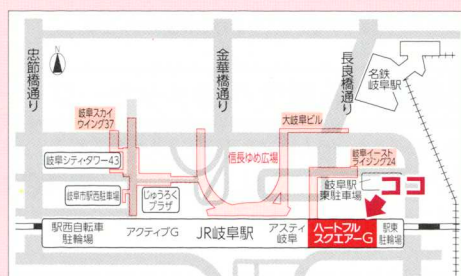 忠節橋通り
N
金華橋通り
長良橋通り
名鉄
岐阜駅
岐阜スカイ
ウイング37
大岐阜ビル
岐阜シティ・タワー43
信長ゆめ広場
岐阜イースト
ライジング24
岐阜市駅西駐車場
じゅうろく
プラザ
岐阜駅
東駐車場
ココ
駅西自転車
駐輪場
アクティブG
JR岐阜駅
アスティ
岐阜
ハートフル
スクエアーG
駅東
駐輪場